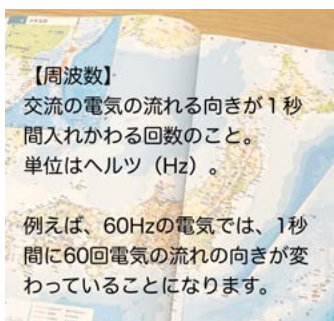 【周波数】
交流の電気の流れる向きが１秒
間入れかわる回数のこと。
単位はヘルツ（Hz）。
例えば、60Hzの電気では、1秒
間に60回電気の流れの向きが変
わっていることになります。